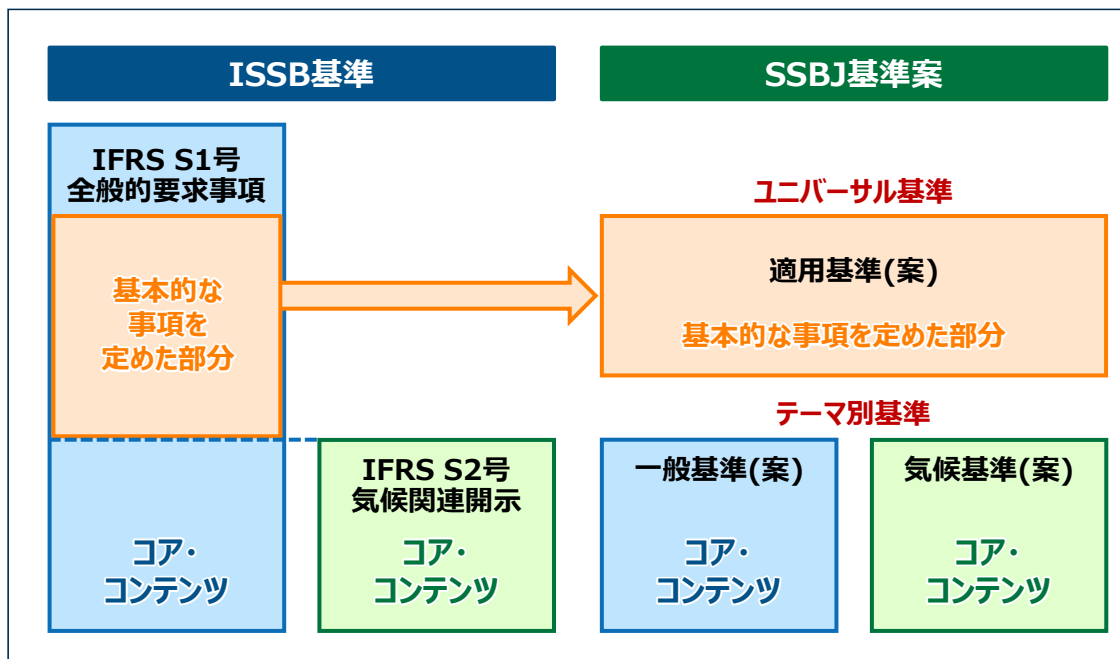 ISSB基準
SSBJ基準案
IFRS S1号
全般的要求事項
基本的な
事項を
定めた部分
ユニバーサル基準
適用基準(案)
基本的な事項を定めた部分
テーマ別基準
コア・
コンテンツ
IFRS S2号
気候関連開示
コア・
コンテンツ
一般基準(案)
コア・
コンテンツ
気候基準(案)
コア・
コンテンツ